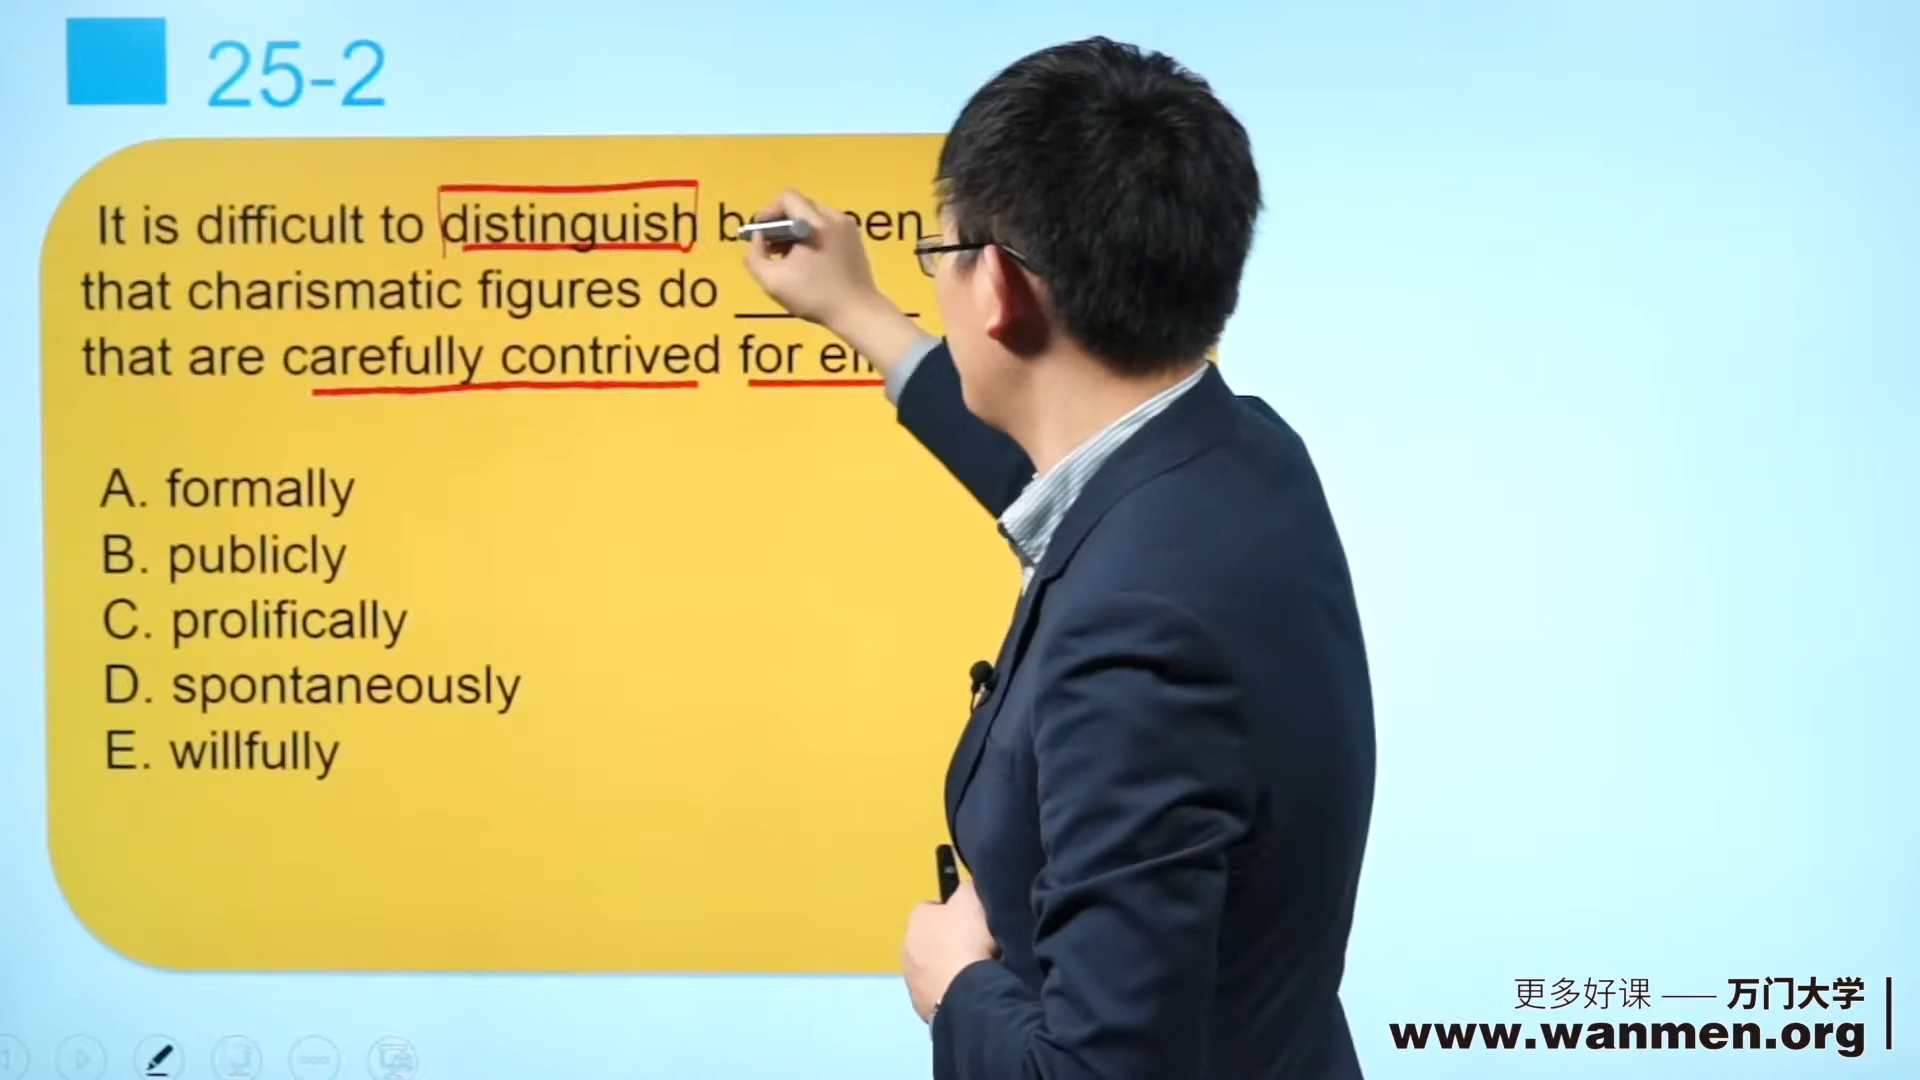 25-2
It is difficult to distinguish between
that charismatic figures do
that are carefully contrived for
A. formally
B. publicly
C. prolifically
D. spontaneously
E. willfully
更多好课 —— 万门大学
www.wanmen.org